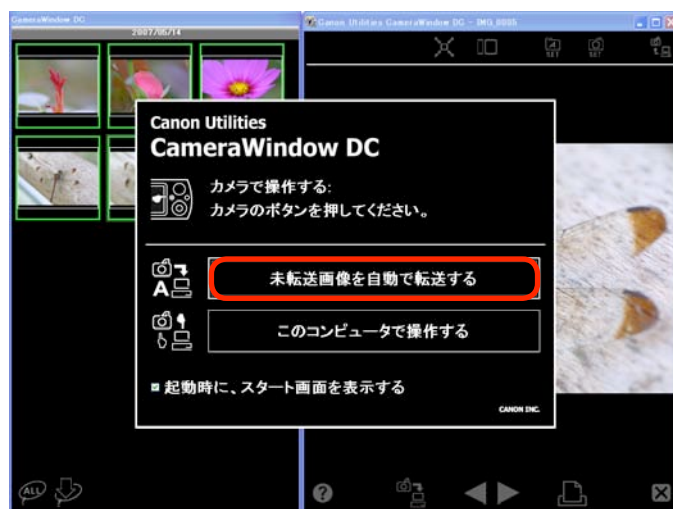 CameraWindow DC
2007/05/14
Canon Utilities CameraWindow DC - IMG_0005
SET
SET
Canon Utilities
CameraWindow DC
カメラで操作する:
カメラのボタンを押してください。
A
未転送画像を自動で転送する
このコンピュータで操作する
起動時に、スタート画面を表示する
CANON INC.
ALL
?